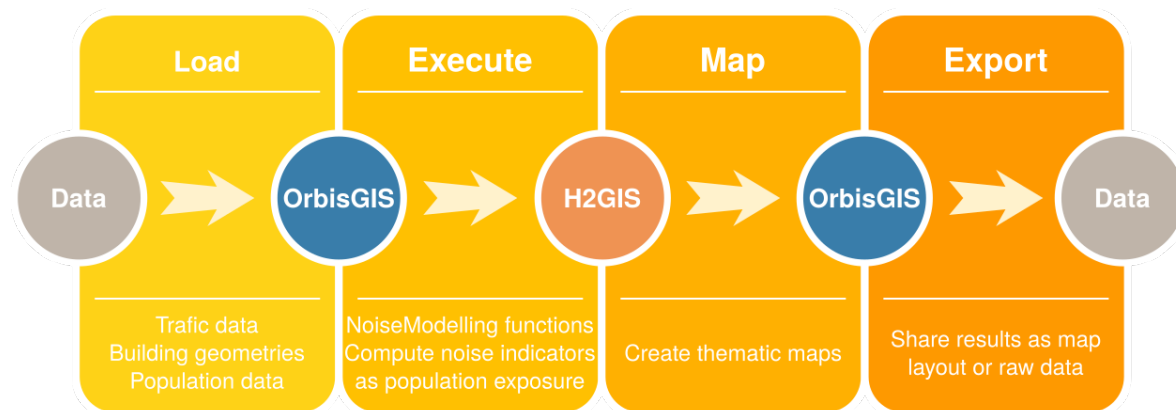 Load
Execute
Map
Export
Data
OrbisGIS
H2GIS
OrbisGIS
Data
Trafic data
Building geometries
Population data
NoiseModelling functions
Compute noise indicators
as population exposure
Create thematic maps
Share results as map
layout or raw data